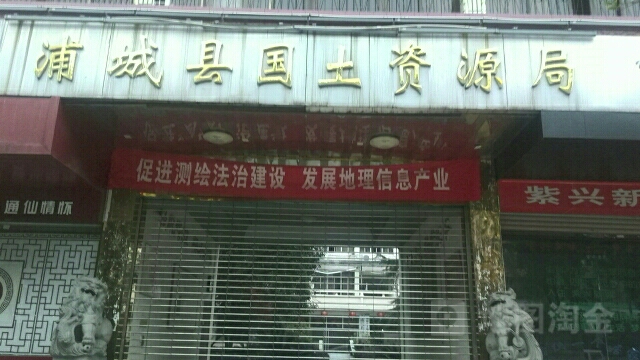 浦城县国土资源局
促进测绘法治建设 发展地理信息产业
通仙情怀
紫兴新
淘金